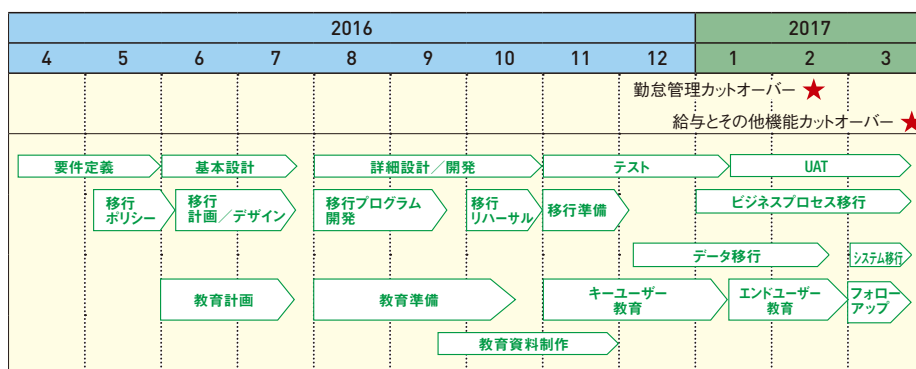 2016 2017
4 5 6 7 8 9 10 11 12 1 2 3
勤怠管理カットオーバー ★
給与とその他機能カットオーバー ★
要件定義 基本設計 詳細設計／開発 テスト UAT
移行 移行 移行プログラム 移行 移行準備 ビジネスプロセス移行
ポリシー 計画／デザイン 開発 リハーサル
データ移行 システム移行
教育計画 教育準備 キーユーザー エンドユーザー フォロー
教育 教育 アップ
教育資料制作